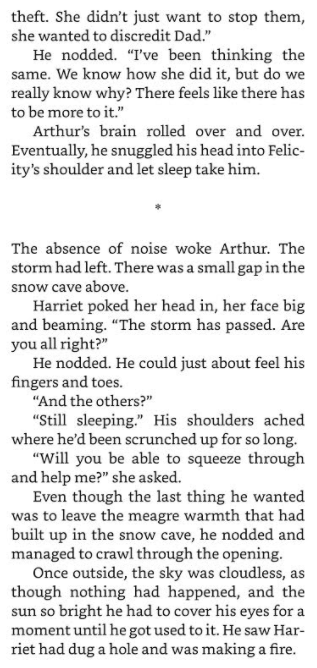 theft. She didn’t just want to stop them,
she wanted to discredit Dad.”
He nodded. “I’ve been thinking the
same. We know how she did it, but do we
really know why? There feels like there has
to be more to it.”
Arthur’s brain rolled over and over.
Eventually, he snuggled his head into Felic-
ity’s shoulder and let sleep take him.
*
The absence of noise woke Arthur. The
storm had left. There was a small gap in the
snow cave above.
Harriet poked her head in, her face big
and beaming. “The storm has passed. Are
you all right?”
He nodded. He could just about feel his
fingers and toes.
“And the others?”
“Still sleeping.” His shoulders ached
where he’d been scrunched up for so long.
“Will you be able to squeeze through
and help me?” she asked.
Even though the last thing he wanted
was to leave the meagre warmth that had
built up in the snow cave, he nodded and
managed to crawl through the opening.
Once outside, the sky was cloudless, as
though nothing had happened, and the
sun so bright he had to cover his eyes for a
moment until he got used to it. He saw Har-
riet had dug a hole and was making a fire.